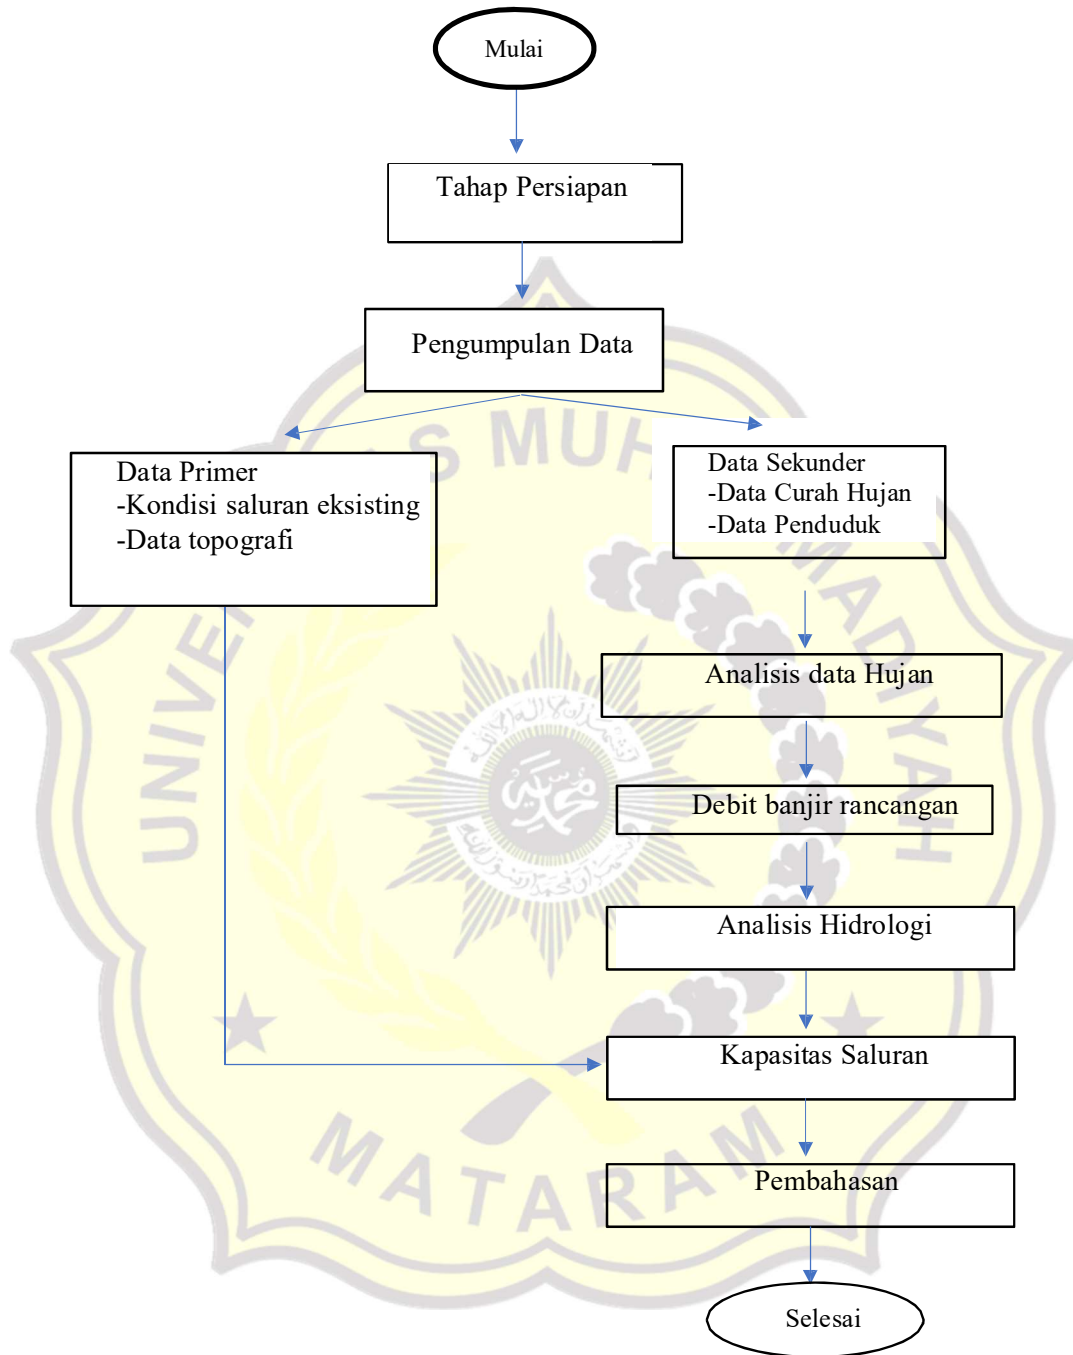 Mulai
Tahap Persiapan
Pengumpulan Data
Data Primer
-Kondisi saluran eksisting
-Data topografi
Data Sekunder
-Data Curah Hujan
-Data Penduduk
Analisis data Hujan
Debit banjir rancangan
Analisis Hidrologi
Kapasitas Saluran
Pembahasan
Selesai
MATARAM